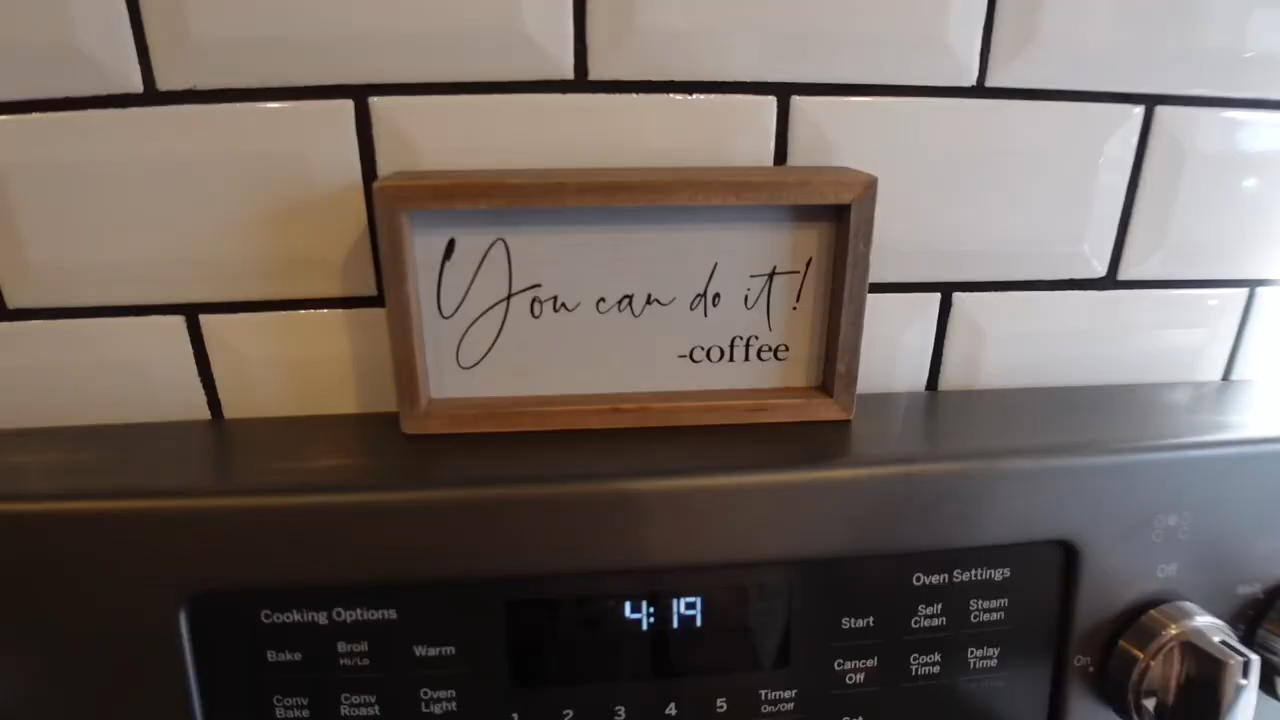 You can do it!
-coffee
Cooking Options
Bake
Broil
Hi/Lo
Warm
Conv
Bake
Conv
Roast
Oven
Light
4:19
1 2 3 4 5
Timer
On/Off
Oven Settings
Start
Self
Clean
Steam
Clean
Cancel
Off
Cook
Time
Delay
Time
Set
Off
On